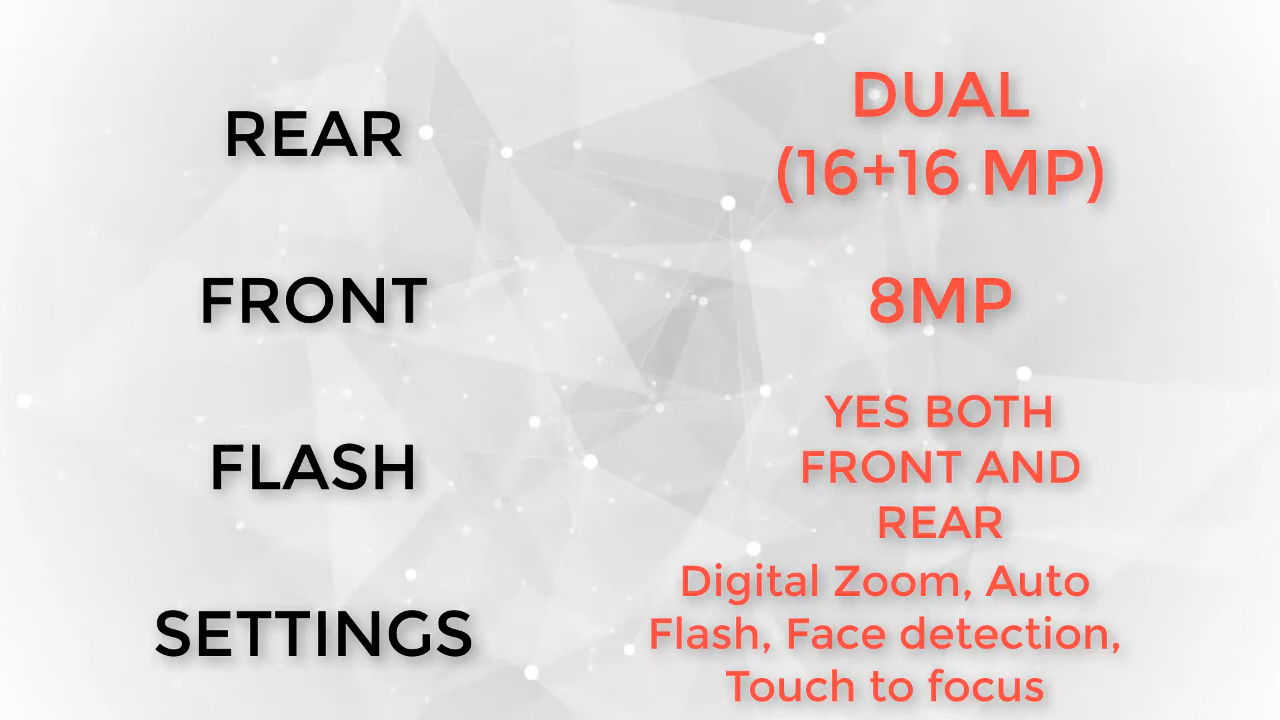 REAR
DUAL
(16+16 MP)
FRONT
8MP
FLASH
YES BOTH
FRONT AND
REAR
SETTINGS
Digital Zoom, Auto
Flash, Face detection,
Touch to focus